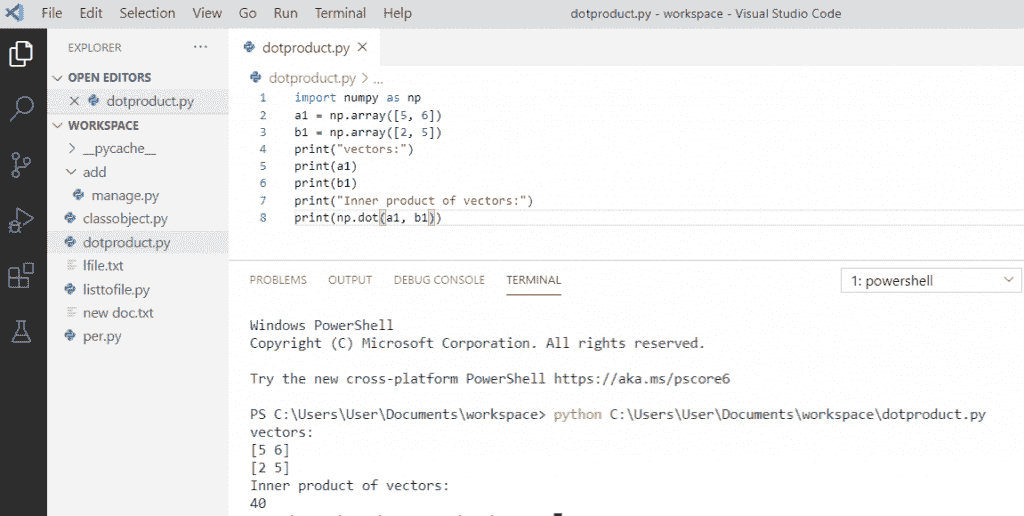 File Edit Selection View Go Run Terminal Help dotproduct.py - workspace - Visual Studio Code
EXPLORER ...
OPEN EDITORS
dotproduct.py
WORKSPACE
__pycache__
add
manage.py
classobject.py
dotproduct.py
lfile.txt
listtofile.py
new doc.txt
per.py
dotproduct.py
dotproduct.py > ...
1 import numpy as np
2 a1 = np.array([5, 6])
3 b1 = np.array([2, 5])
4 print("vectors:")
5 print(a1)
6 print(b1)
7 print("Inner product of vectors:")
8 print(np.dot(a1, b1))
PROBLEMS OUTPUT DEBUG CONSOLE TERMINAL 1: powershell
Windows PowerShell
Copyright (C) Microsoft Corporation. All rights reserved.
Try the new cross-platform PowerShell https://aka.ms/pscore6
PS C:\Users\User\Documents\workspace> python C:\Users\User\Documents\workspace\dotproduct.py
vectors:
[5 6]
[2 5]
Inner product of vectors:
40